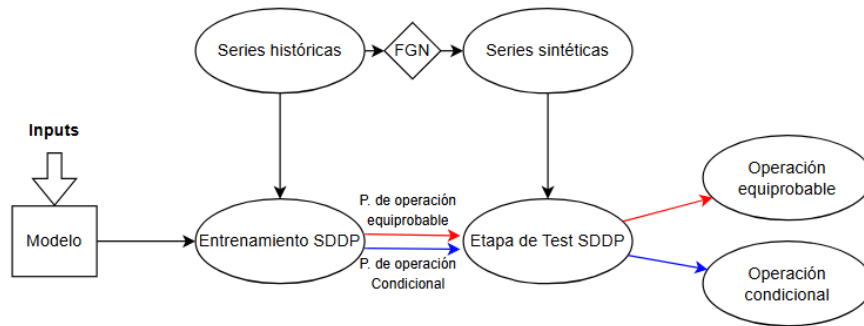 Series históricas
FGN
Series sintéticas
Inputs
Modelo
Entrenamiento SDDP
P. de operación
equiprobable
P. de operación
Condicional
Etapa de Test SDDP
Operación
equiprobable
Operación
condicional